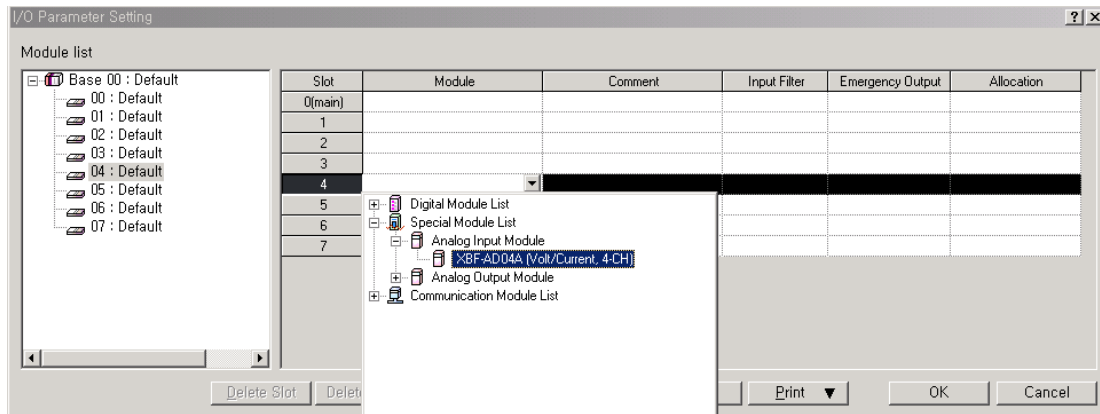 I/O Parameter Setting
Module list
Base 00 : Default
00 : Default
01 : Default
02 : Default
03 : Default
04 : Default
05 : Default
06 : Default
07 : Default
Slot Module Comment Input Filter Emergency Output Allocation
0(main)
1
2
3
4
5
6
7
Digital Module List
Special Module List
Analog Input Module
XBF-AD04A (Volt/Current, 4-CH)
Analog Output Module
Communication Module List
Delete Slot Delet Print ▼ OK Cancel